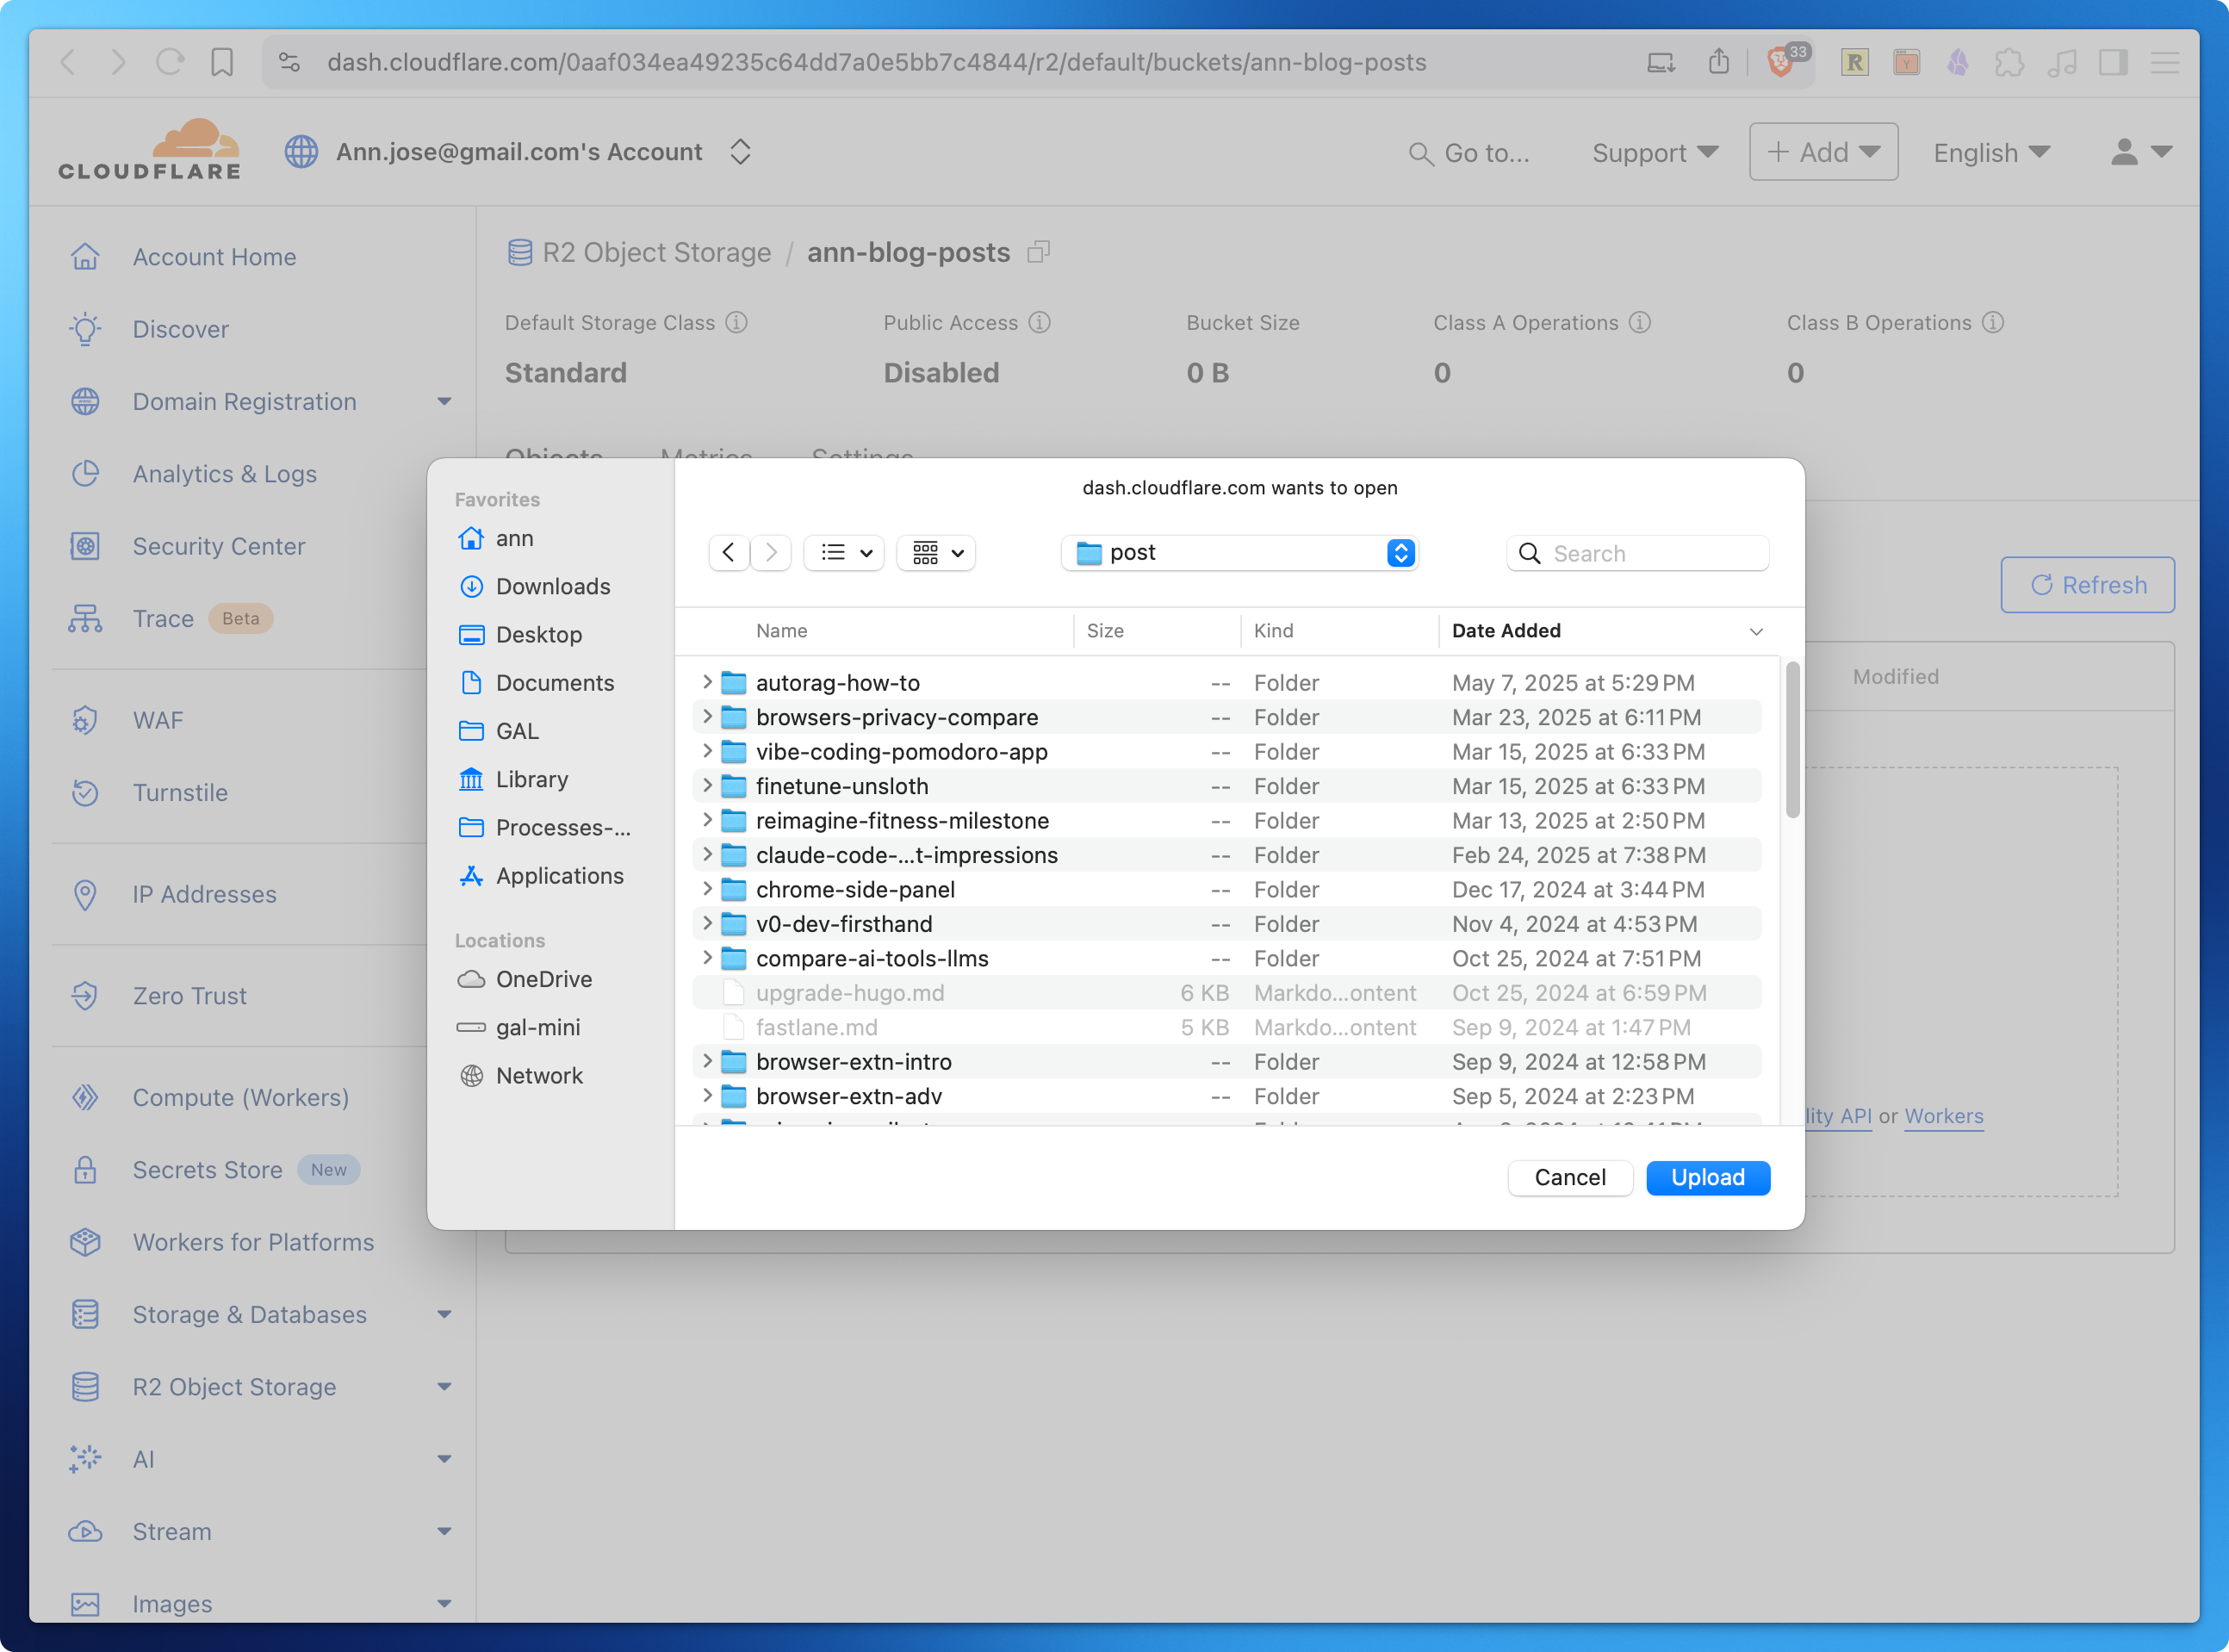 dash.cloudflare.com/0aaf034ea49235c64dd7a0e5bb7c4844/r2/default/buckets/ann-blog-posts
33
R
Y
CLOUDFLARE
Ann.jose@gmail.com's Account
Go to...
Support
+ Add
English
Account Home
Discover
Domain Registration
Analytics & Logs
Security Center
Trace Beta
WAF
Turnstile
IP Addresses
Zero Trust
Compute (Workers)
Secrets Store New
Workers for Platforms
Storage & Databases
R2 Object Storage
AI
Stream
Images
R2 Object Storage / ann-blog-posts
Default Storage Class
Standard
Public Access
Disabled
Bucket Size
0 B
Class A Operations
0
Class B Operations
0
Objects Metrics Settings
Refresh
Modified
lity API or Workers
Favorites
ann
Downloads
Desktop
Documents
GAL
Library
Processes-...
Applications
Locations
OneDrive
gal-mini
Network
dash.cloudflare.com wants to open
post
Search
Name Size Kind Date Added
autorag-how-to -- Folder May 7, 2025 at 5:29 PM
browsers-privacy-compare -- Folder Mar 23, 2025 at 6:11 PM
vibe-coding-pomodoro-app -- Folder Mar 15, 2025 at 6:33 PM
finetune-unsloth -- Folder Mar 15, 2025 at 6:33 PM
reimagine-fitness-milestone -- Folder Mar 13, 2025 at 2:50 PM
claude-code-...t-impressions -- Folder Feb 24, 2025 at 7:38 PM
chrome-side-panel -- Folder Dec 17, 2024 at 3:44 PM
v0-dev-firsthand -- Folder Nov 4, 2024 at 4:53 PM
compare-ai-tools-llms -- Folder Oct 25, 2024 at 7:51 PM
upgrade-hugo.md 6 KB Markdo...ontent Oct 25, 2024 at 6:59 PM
fastlane.md 5 KB Markdo...ontent Sep 9, 2024 at 1:47 PM
browser-extn-intro -- Folder Sep 9, 2024 at 12:58 PM
browser-extn-adv -- Folder Sep 5, 2024 at 2:23 PM
Cancel
Upload